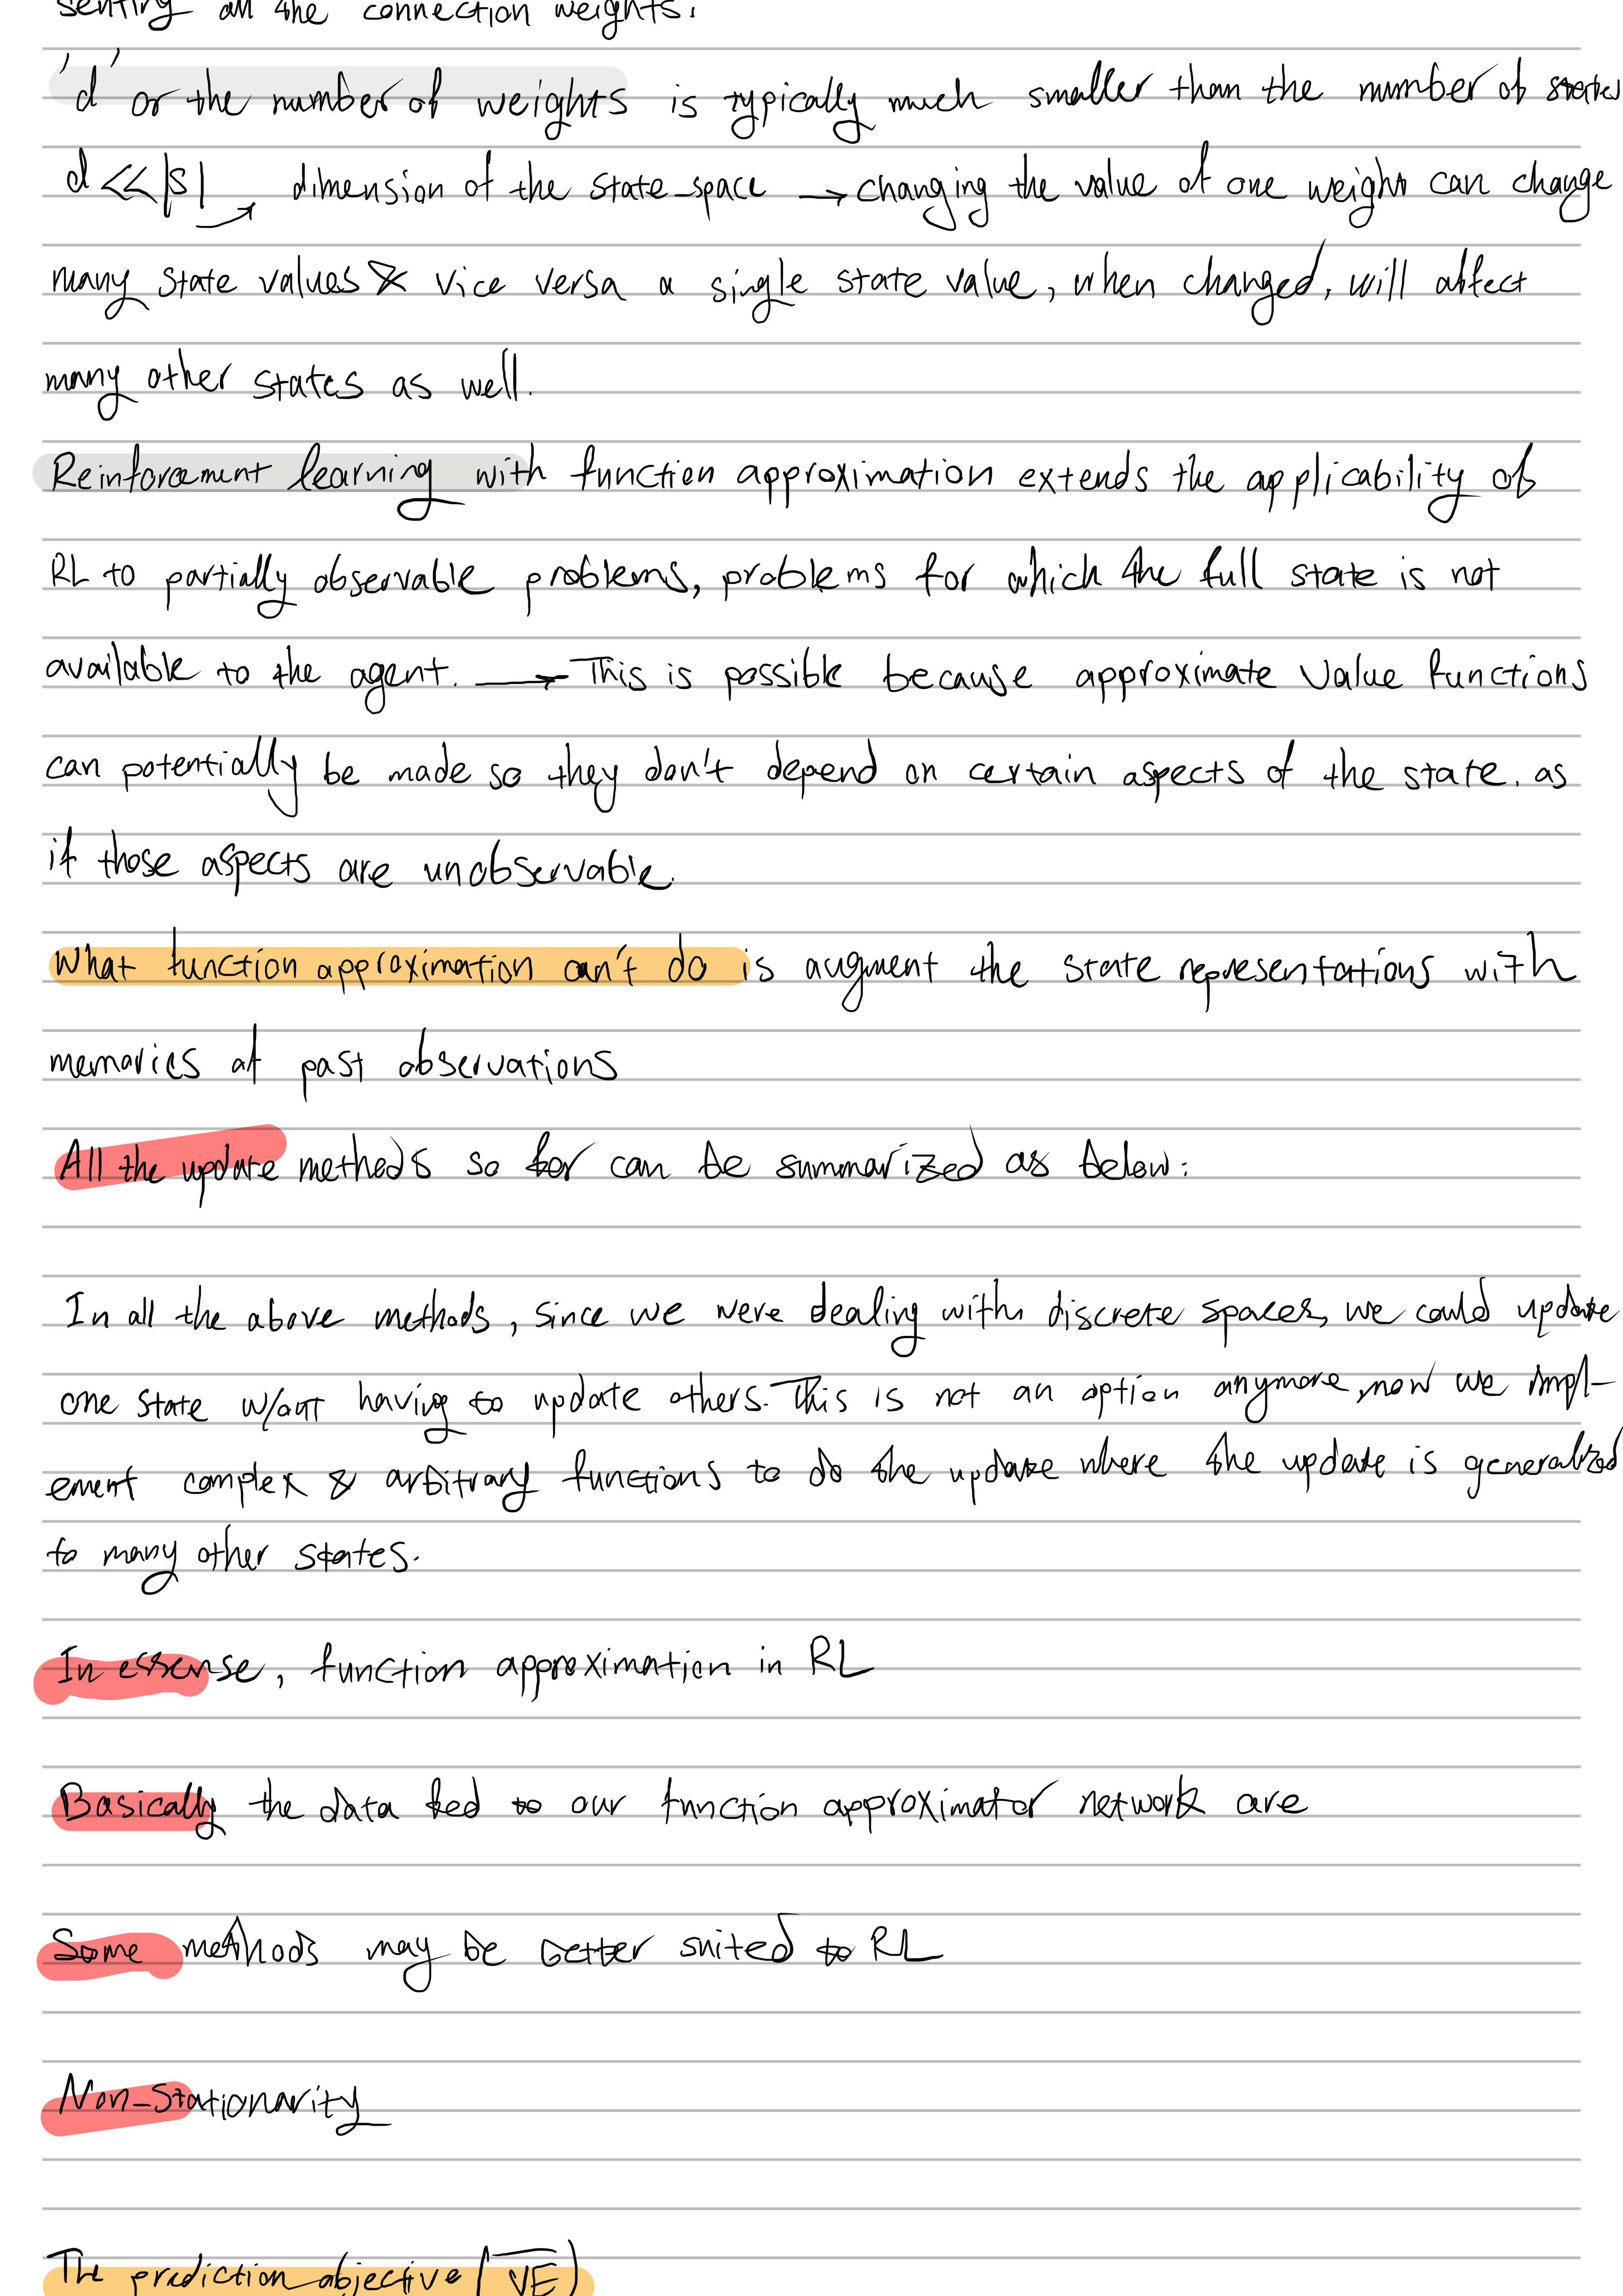 senting all the connection weights.
'd' or the number of weights is typically much smaller than the number of states
d << |s| → dimension of the state-space → changing the value of one weight can change
many state values & vice versa a single state value, when changed, will affect
many other states as well.
Reinforcement learning with function approximation extends the applicability of
RL to partially observable problems, problems for which the full state is not
available to the agent. → This is possible because approximate value functions
can potentially be made so they don't depend on certain aspects of the state. as
if those aspects are unobservable.
What function approximation can't do is augment the state representations with
memories of past observations
All the update methods so far can be summarized as below:
In all the above methods, since we were dealing with discrete spaces, we could update
one state w/out having to update others. This is not an option anymore, now we impl-
ement complex & arbitrary functions to do the update where the update is generalized
to many other states.
In essense, function approximation in RL
Basically the data fed to our function approximator network are
Some methods may be better suited to RL
Non-Stationarity
The prediction objective (V̅E̅)